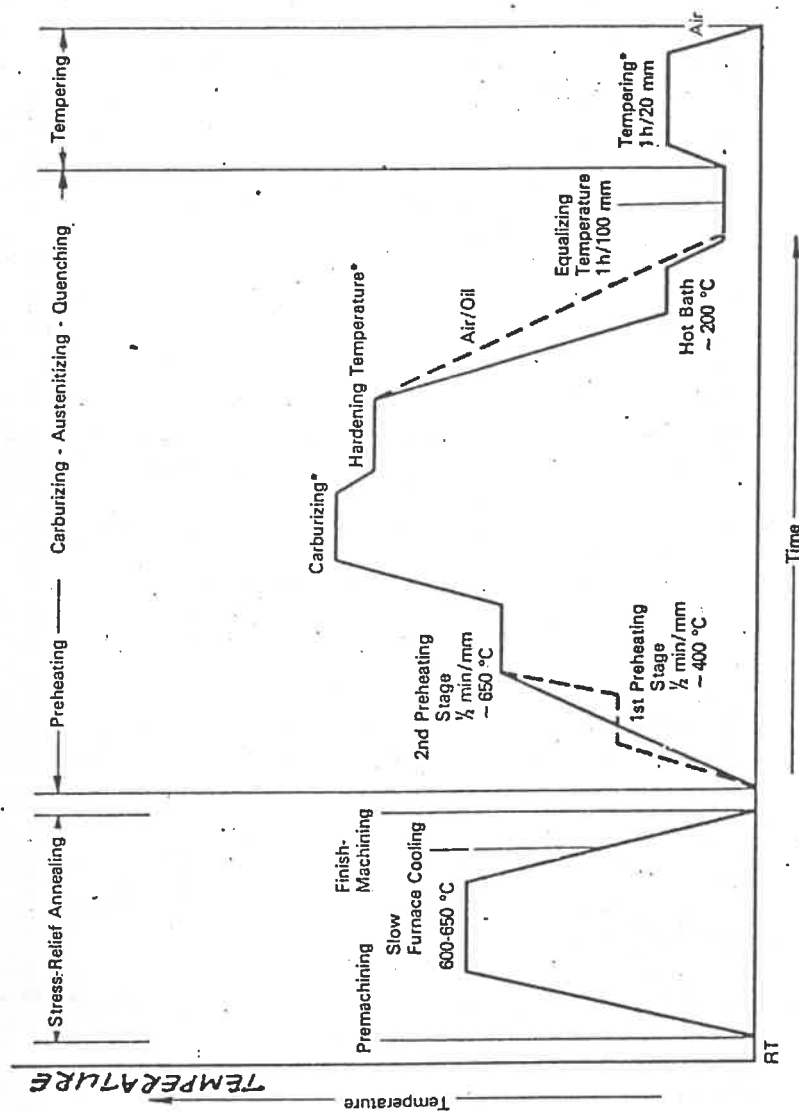 TEMPERATURE
Temperature
Stress-Relief Annealing
Preheating
Carburizing - Austenitizing - Quenching
Tempering
Premachining
Slow
Furnace Cooling
600-650 °C
Finish-
Machining
2nd Preheating
Stage
½ min/mm
~ 650 °C
1st Preheating
Stage
½ min/mm
~ 400 °C
Carburizing*
Hardening Temperature*
Air/Oil
Hot Bath
~ 200 °C
Equalizing
Temperature
1 h/100 mm
Tempering*
1 h/20 mm
Air
RT
Time